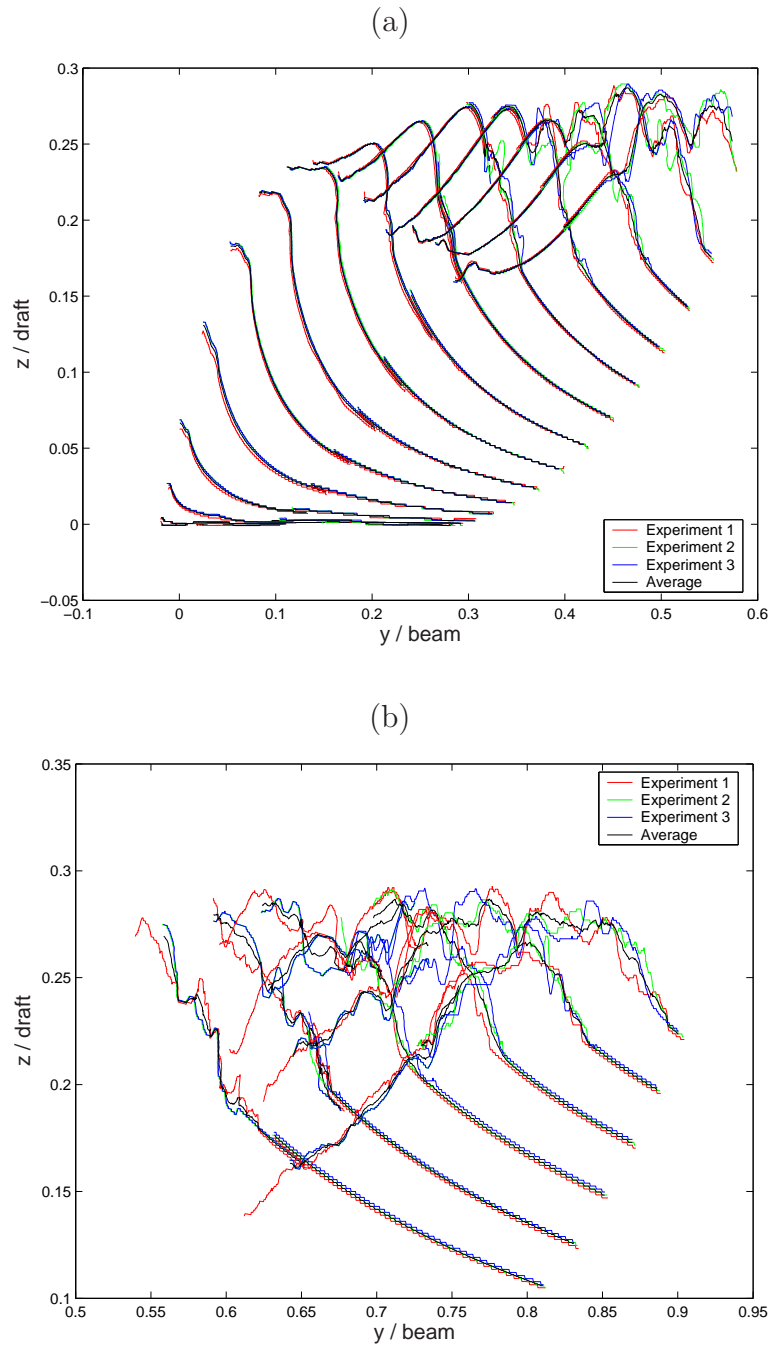 (a)
0.3
0.25
0.2
0.15
0.1
0.05
0
−0.05
z / draft
−0.1
0
0.1
0.2
0.3
0.4
0.5
0.6
y / beam
Experiment 1
Experiment 2
Experiment 3
Average
(b)
0.35
0.3
0.25
0.2
0.15
0.1
z / draft
0.5
0.55
0.6
0.65
0.7
0.75
0.8
0.85
0.9
0.95
y / beam
Experiment 1
Experiment 2
Experiment 3
Average